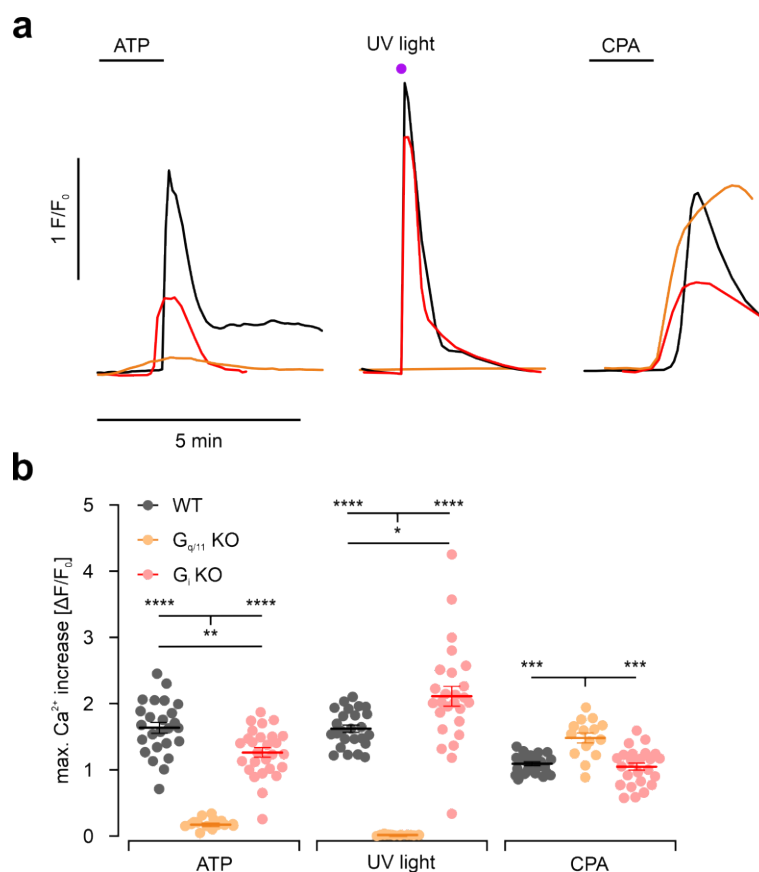 a
ATP
UV light
CPA
1 F/F₀
5 min
b
max. Ca²⁺ increase [ΔF/F₀]
5
4
3
2
1
0
WT
Gq/11 KO
Gi KO
**** ****
**
**** ****
*
*** ***
ATP
UV light
CPA